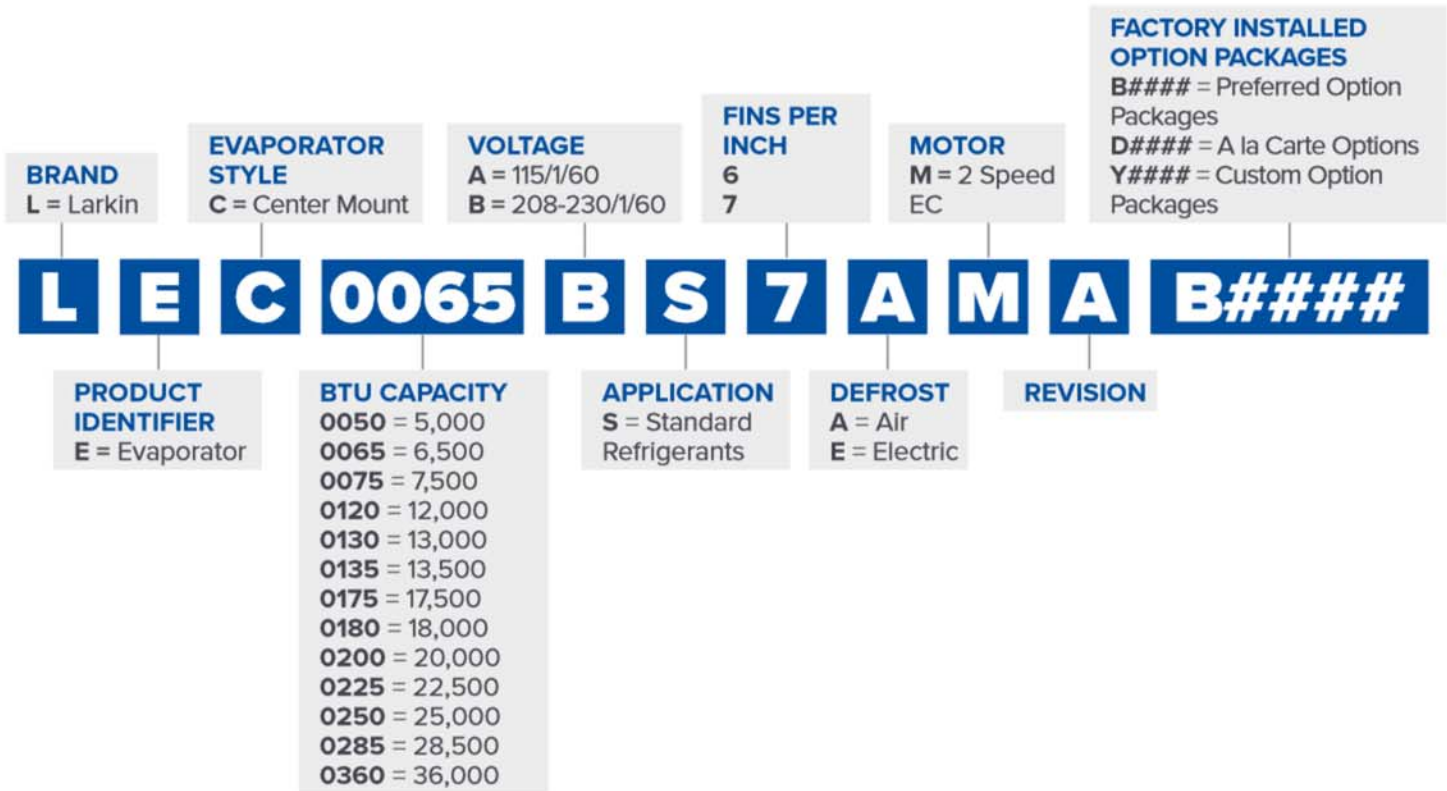 FACTORY INSTALLED
OPTION PACKAGES
B#### = Preferred Option
Packages
D#### = A la Carte Options
Y#### = Custom Option
Packages
FINS PER
INCH
6
7
EVAPORATOR
STYLE
C = Center Mount
VOLTAGE
A = 115/1/60
B = 208-230/1/60
MOTOR
M = 2 Speed
EC
BRAND
L = Larkin
L E C 0065 B S 7 A M A B####
PRODUCT
IDENTIFIER
E = Evaporator
BTU CAPACITY
0050 = 5,000
0065 = 6,500
0075 = 7,500
0120 = 12,000
0130 = 13,000
0135 = 13,500
0175 = 17,500
0180 = 18,000
0200 = 20,000
0225 = 22,500
0250 = 25,000
0285 = 28,500
0360 = 36,000
APPLICATION
S = Standard
Refrigerants
DEFROST
A = Air
E = Electric
REVISION